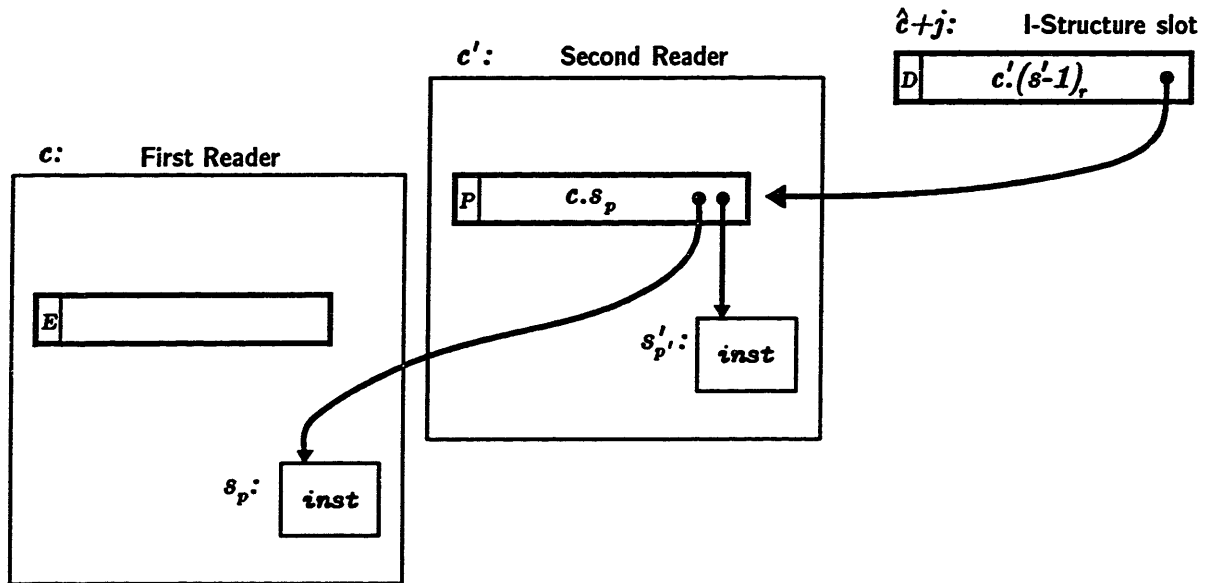 ĉ+j: I-Structure slot
D c′.(s′-1)ᵣ
c′: Second Reader
P c.sₚ
c: First Reader
E
s′ₚ′: inst
sₚ: inst